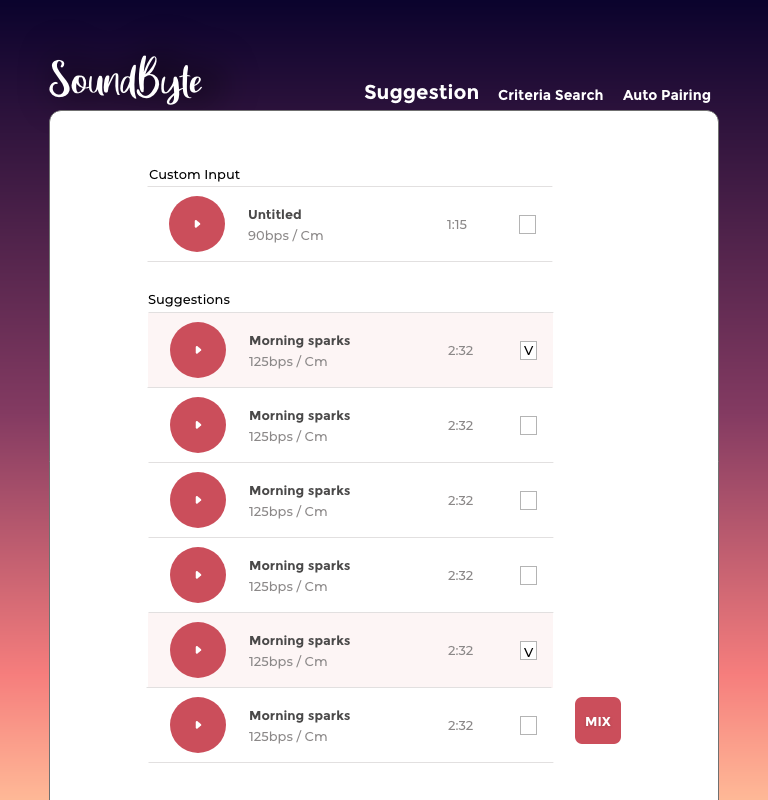 SoundByte
Suggestion Criteria Search Auto Pairing
Custom Input
Untitled
90bps / Cm
1:15
Suggestions
Morning sparks
125bps / Cm
2:32
V
Morning sparks
125bps / Cm
2:32
Morning sparks
125bps / Cm
2:32
Morning sparks
125bps / Cm
2:32
Morning sparks
125bps / Cm
2:32
V
Morning sparks
125bps / Cm
2:32
MIX